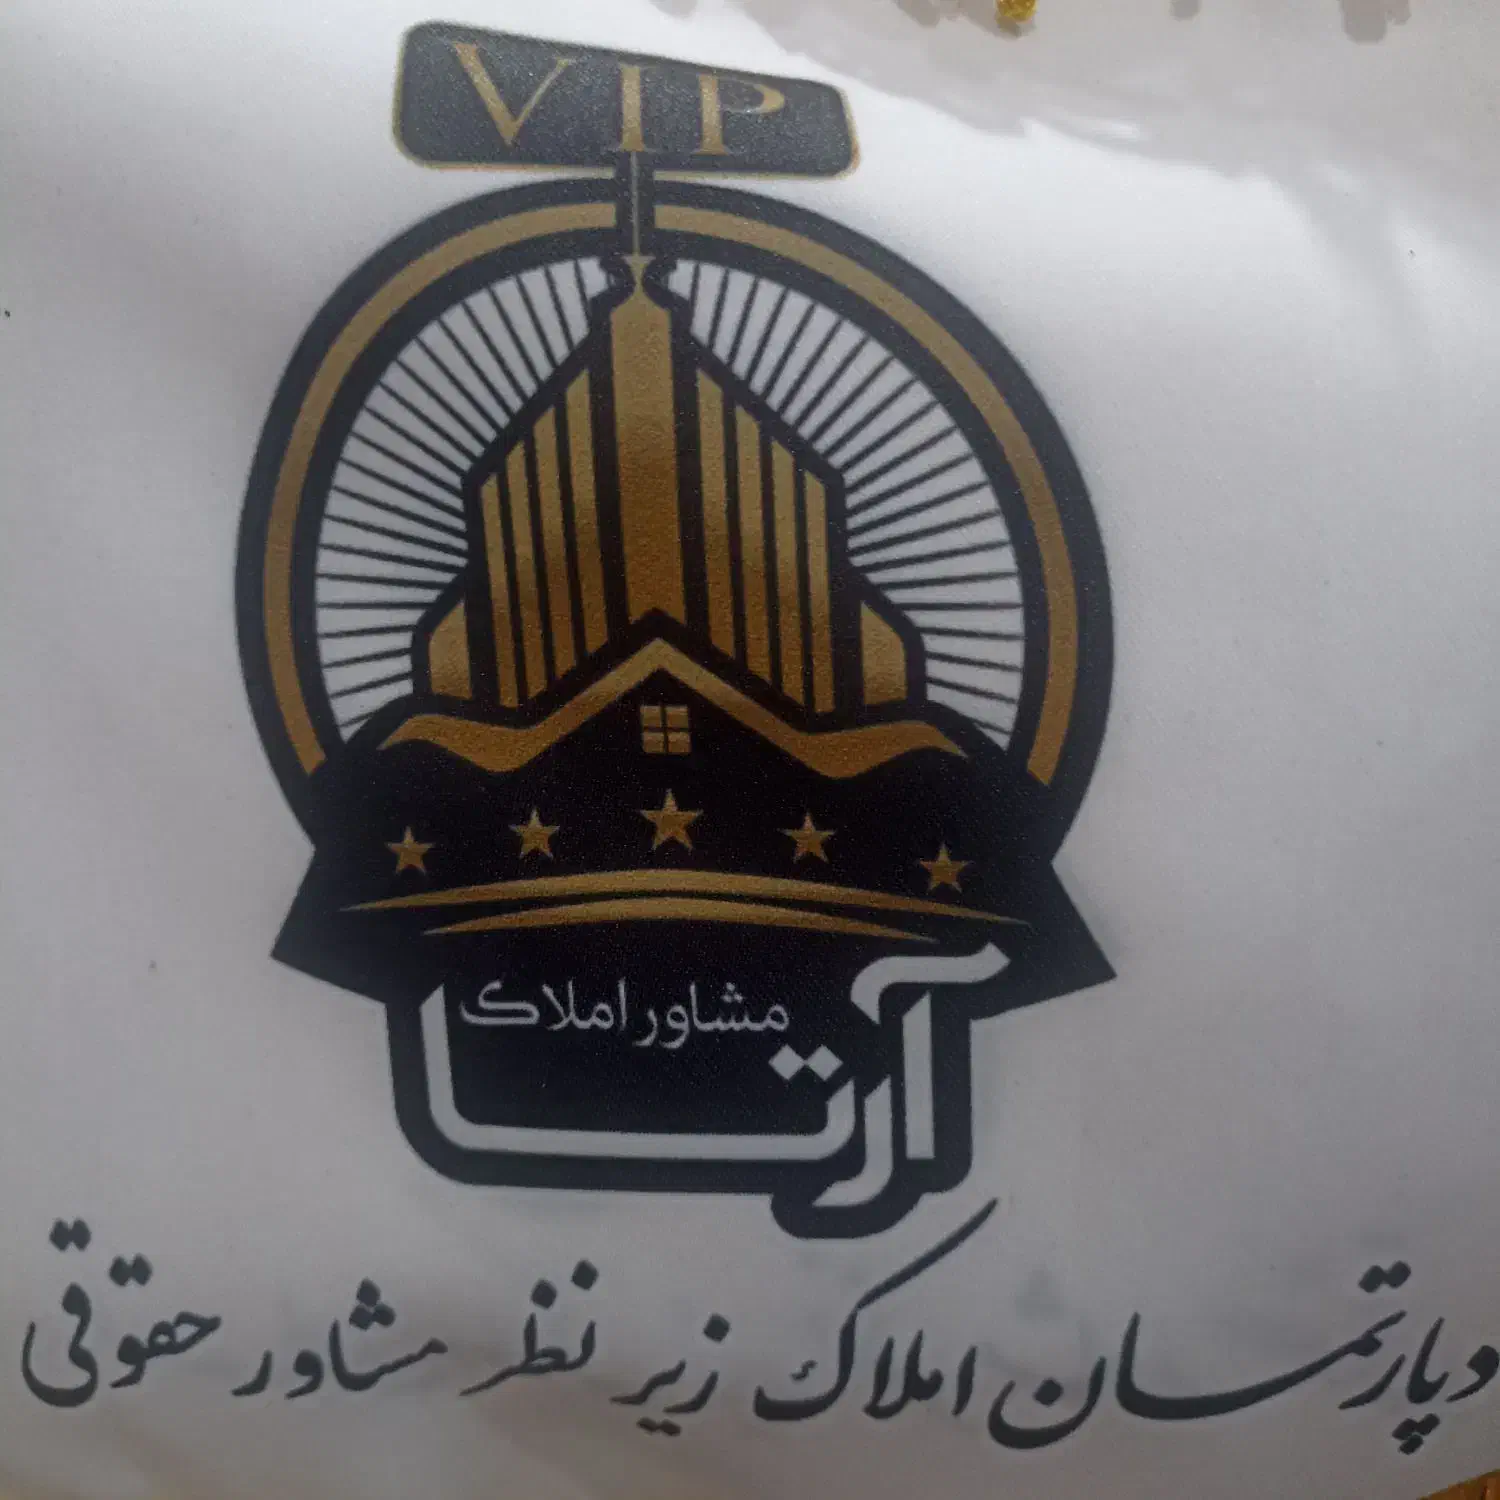 VIP
مشاور املاک
آرتا
دپارتمان املاک زیر نظر مشاور حقوقی